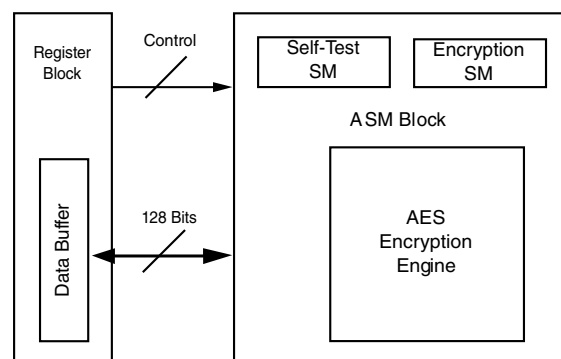 Register
Block
Control
Self-Test
SM
Encryption
SM
ASM Block
Data Buffer
128 Bits
AES
Encryption
Engine